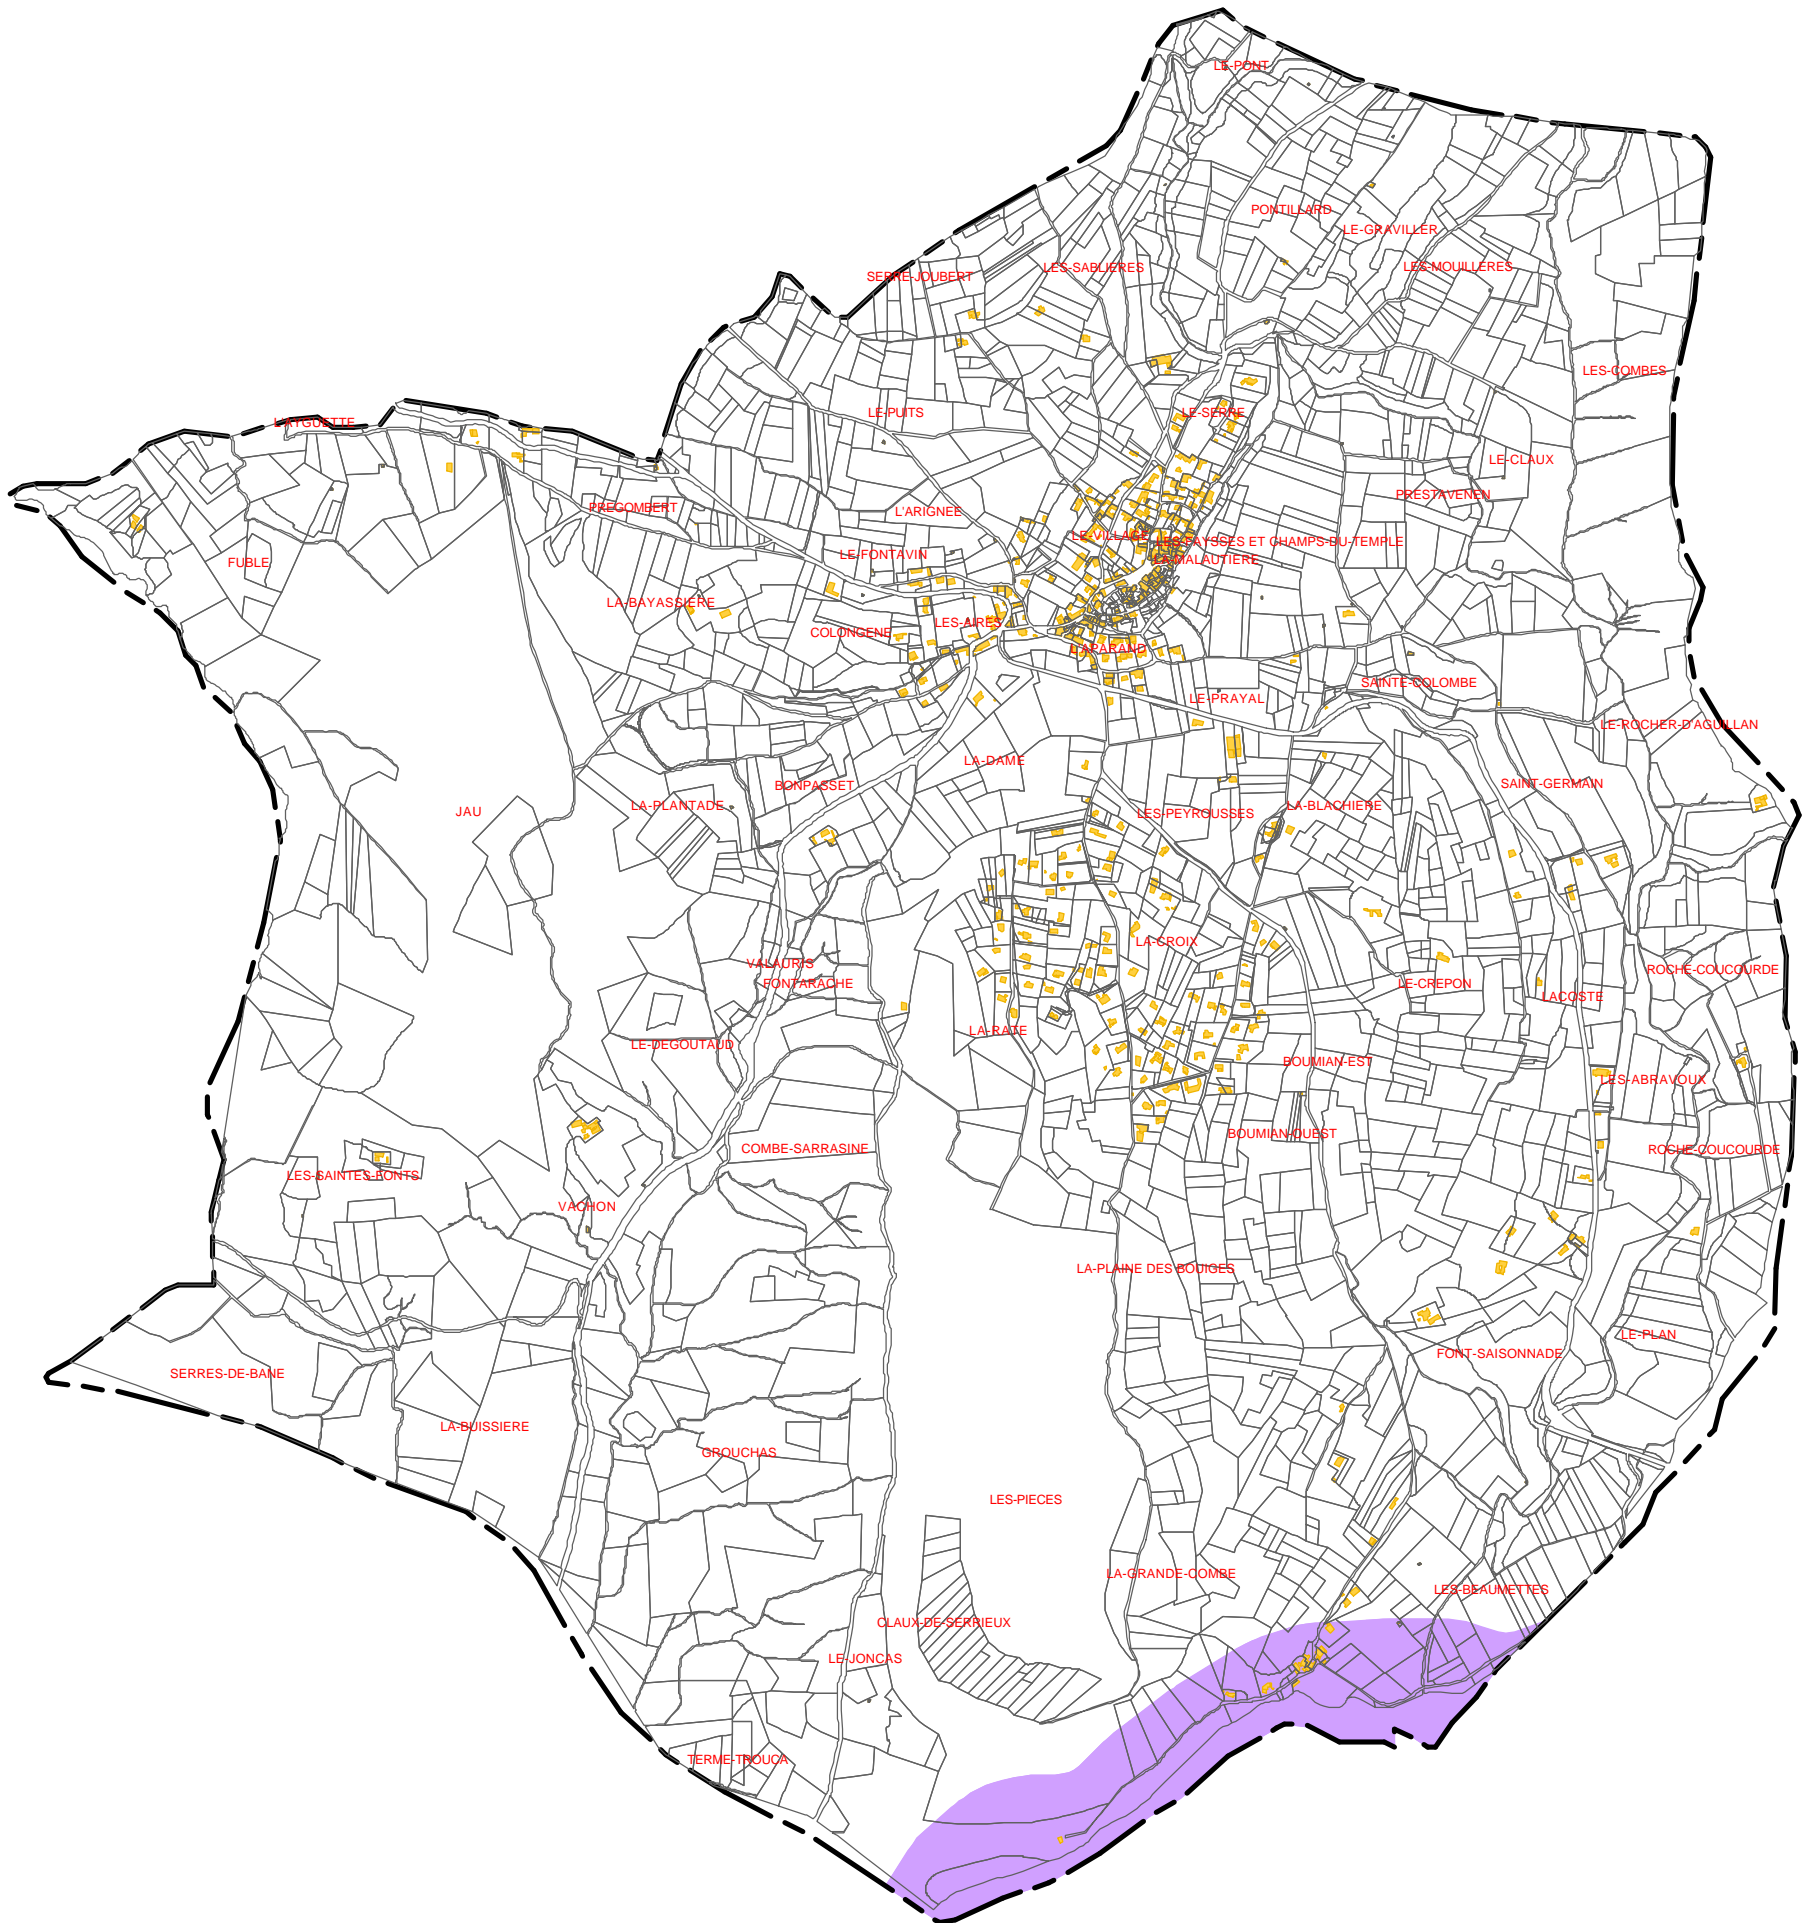 LE-PONT
PONTILLARD
LE-GRAVILLER
LES-SABLIERES
LES-MOUILLERES
SERRE-JOUBERT
LES-COMBES
LE-PUITS
LE-SERRE
L'AYGUETTE
LE-CLAUX
PRESTAVENEN
PREGOMBERT
L'ARIGNEE
LE-VILLAGE
LES-FAYSSES ET CHAMPS-DU-TEMPLE
LE-FONTAVIN
LA-MALAUTIERE
FUBLE
LA-BAYASSIERE
LES-AIRES
COLONGENE
L'APARAND
SAINTE-COLOMBE
LE-PRAYAL
LE-ROCHER-D'AGUILLAN
LA-DAME
BONPASSET
SAINT-GERMAIN
LA-PLANTADE
LA-BLACHIERE
JAU
LES-PEYROUSSES
LA-CROIX
VALAURIS
ROCHE-COUCOURDE
FONTARACHE
LE-CREPON
LACOSTE
LA-RATE
LE-DEGOUTAUD
BOUMIAN-EST
LES-ABRAVOUX
BOUMIAN-OUEST
COMBE-SARRASINE
ROCHE-COUCOURDE
LES-SAINTES-FONTS
VACHON
LA-PLAINE DES BOUIGES
LE-PLAN
FONT-SAISONNADE
SERRES-DE-BANE
LA-BUISSIERE
GROUCHAS
LES-PIECES
LA-GRANDE-COMBE
LES-BEAUMETTES
CLAUX-DE-SERRIEUX
LE-JONCAS
TERME-TROUCA